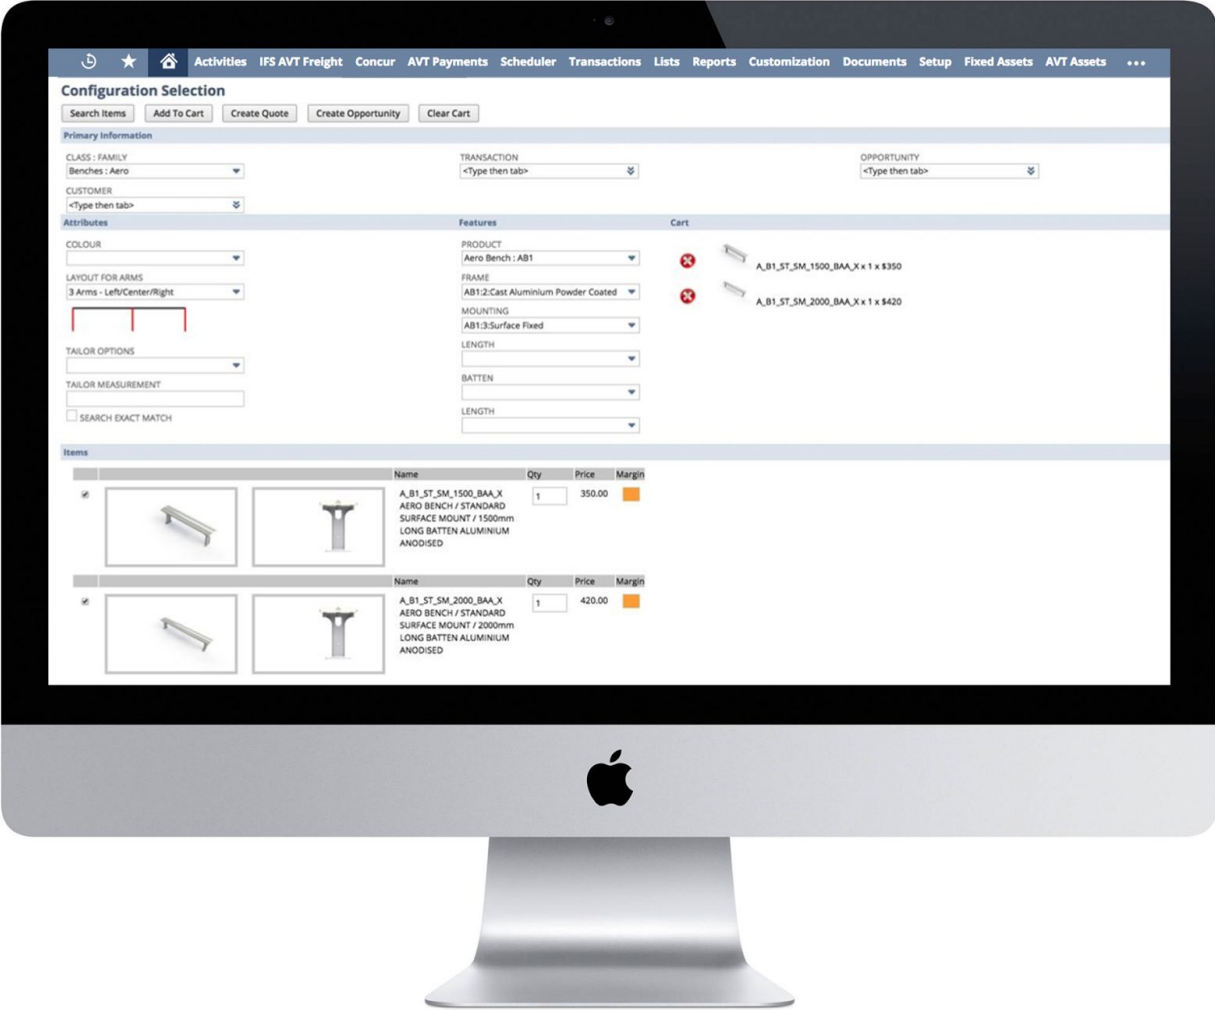 Activities IFS AVT Freight Concur AVT Payments Scheduler Transactions Lists Reports Customization Documents Setup Fixed Assets AVT Assets
Configuration Selection
Search Items Add To Cart Create Quote Create Opportunity Clear Cart
Primary Information
CLASS : FAMILY
Benches : Aero
TRANSACTION
<Type then tab>
OPPORTUNITY
<Type then tab>
CUSTOMER
<Type then tab>
Attributes
COLOUR
LAYOUT FOR ARMS
3 Arms - Left/Center/Right
TAILOR OPTIONS
TAILOR MEASUREMENT
SEARCH EXACT MATCH
Features
PRODUCT
Aero Bench : AB1
FRAME
AB1:2:Cast Aluminium Powder Coated
MOUNTING
AB1:3:Surface Fixed
LENGTH
BATTEN
LENGTH
Cart
A_B1_ST_SM_1500_BAA_X x 1 x $350
A_B1_ST_SM_2000_BAA_X x 1 x $420
Items
Name Qty Price Margin
A_B1_ST_SM_1500_BAA_X 1 350.00
AERO BENCH / STANDARD
SURFACE MOUNT / 1500mm
LONG BATTEN ALUMINIUM
ANODISED
Name Qty Price Margin
A_B1_ST_SM_2000_BAA_X 1 420.00
AERO BENCH / STANDARD
SURFACE MOUNT / 2000mm
LONG BATTEN ALUMINIUM
ANODISED